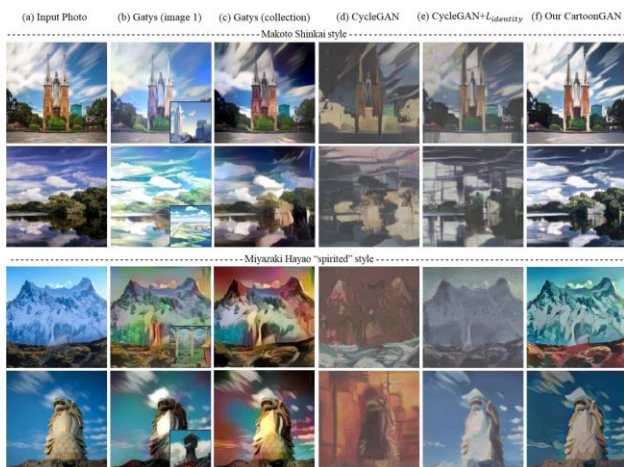 (a) Input Photo (b) Gatys (image 1) (c) Gatys (collection) (d) CycleGAN (e) CycleGAN+L_identity (f) Our CartoonGAN
Makoto Shinkai style
Miyazaki Hayao “spirited” style